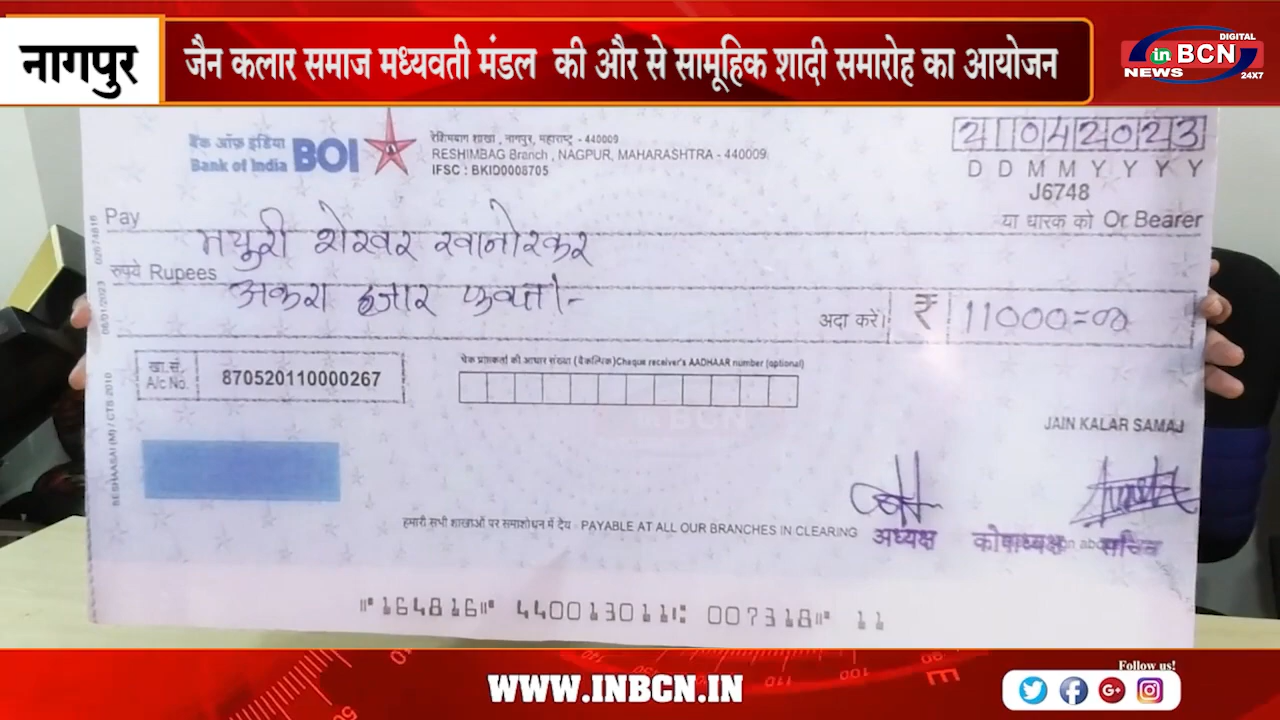 नागपुर
जैन कलार समाज मध्यवती मंडल की और से सामूहिक शादी समारोह का आयोजन
DIGITAL
in BCN
NEWS 24X7
बैंक ऑफ़ इंडिया
Bank of India BOI
रेशिमबाग शाखा, नागपुर, महाराष्ट्र - 440009
RESHIMBAG Branch, NAGPUR, MAHARASHTRA - 440009
IFSC : BKID0008705
21042023
D D M M Y Y Y Y
J6748
Pay मयुरी शेखर खानोरकर
या धारक को Or Bearer
रुपये Rupees अकरा हजार फक्त।-
अदा करें। ₹ 11000=00
खा.सं.
A/c No. 870520110000267
चेक प्राप्तकर्ता की आधार संख्या (वैकल्पिक) Cheque receiver's AADHAAR number (optional)
JAIN KALAR SAMAJ
हमारी सभी शाखाओं पर समाशोधन में देय - PAYABLE AT ALL OUR BRANCHES IN CLEARING
अध्यक्ष कोषाध्यक्ष सचिव
⑈164816⑈ 440013011⑆ 007318⑈ 11
WWW.INBCN.IN
Follow us!